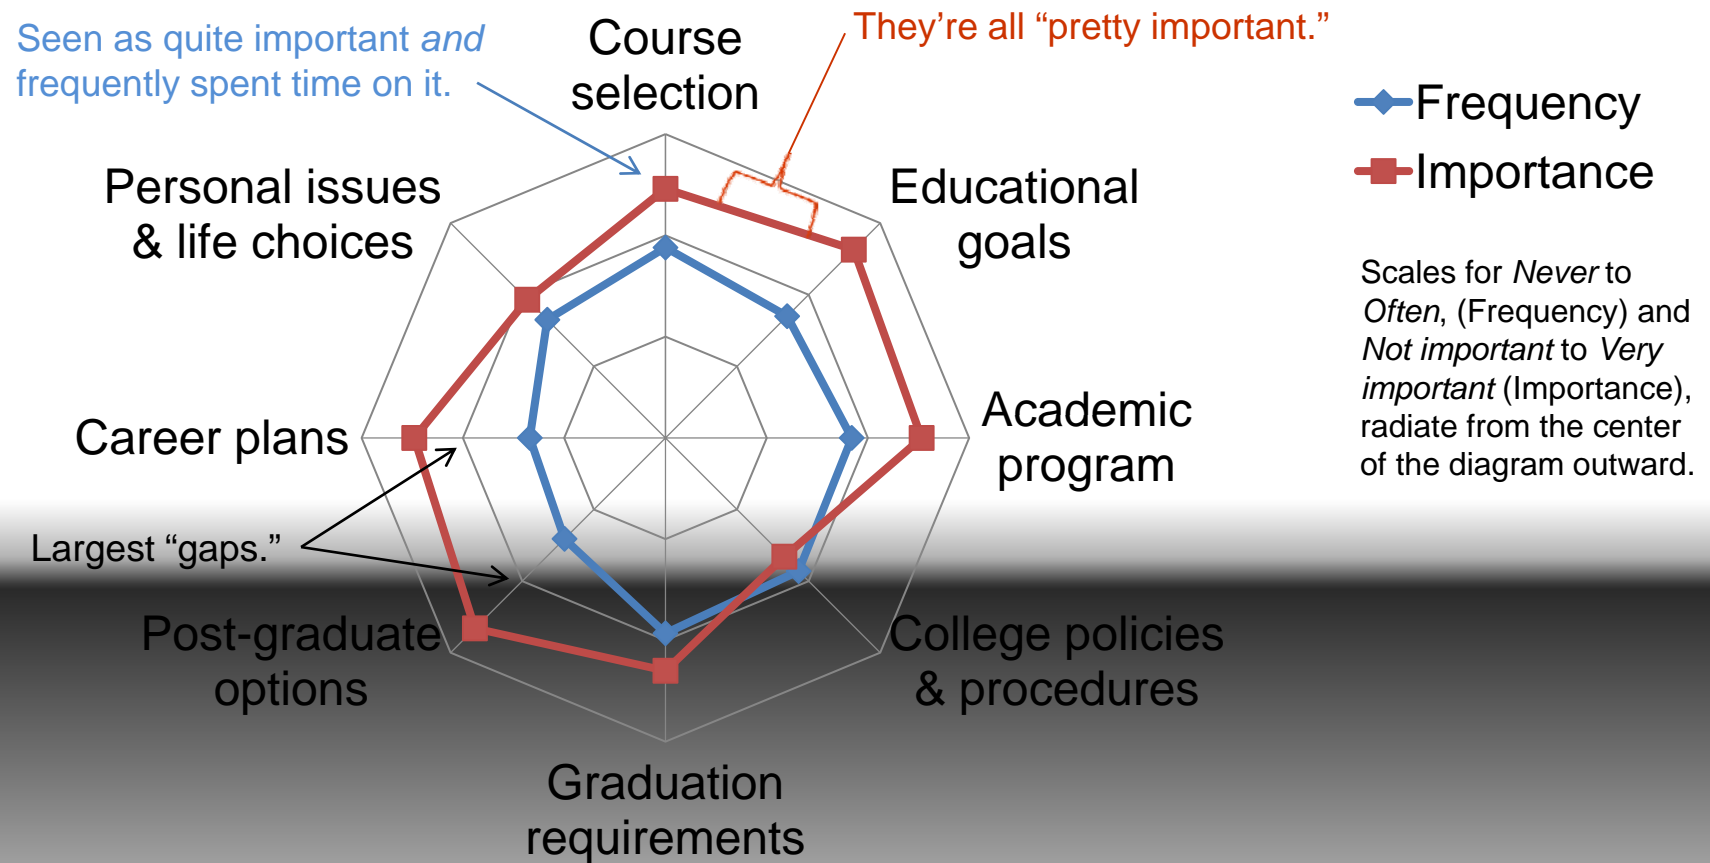 Seen as quite important and
frequently spent time on it.
They’re all “pretty important.”
Course
selection
Frequency
Importance
Personal issues
& life choices
Educational
goals
Scales for Never to
Often, (Frequency) and
Not important to Very
important (Importance),
radiate from the center
of the diagram outward.
Career plans
Academic
program
Largest “gaps.”
Post-graduate
options
College policies
& procedures
Graduation
requirements